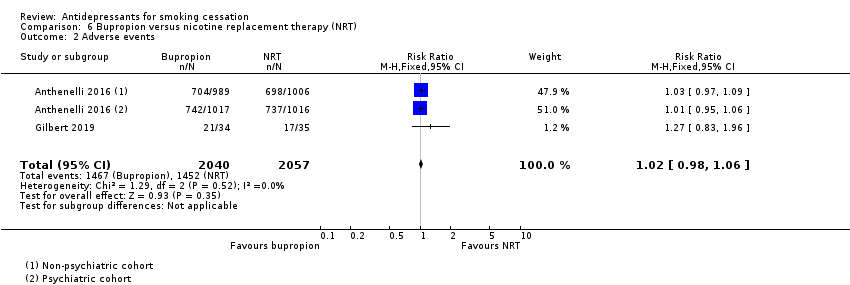 Review: Antidepressants for smoking cessation
Comparison: 6 Bupropion versus nicotine replacement therapy (NRT)
Outcome: 2 Adverse events
Study or subgroup Bupropion NRT Risk Ratio Weight Risk Ratio
n/N n/N M-H,Fixed,95% CI M-H,Fixed,95% CI
Anthenelli 2016 (1) 704/989 698/1006 47.9 % 1.03 [ 0.97, 1.09 ]
Anthenelli 2016 (2) 742/1017 737/1016 51.0 % 1.01 [ 0.95, 1.06 ]
Gilbert 2019 21/34 17/35 1.2 % 1.27 [ 0.83, 1.96 ]
Total (95% CI) 2040 2057 100.0 % 1.02 [ 0.98, 1.06 ]
Total events: 1467 (Bupropion), 1452 (NRT)
Heterogeneity: Chi² = 1.29, df = 2 (P = 0.52); I² =0.0%
Test for overall effect: Z = 0.93 (P = 0.35)
Test for subgroup differences: Not applicable
0.1 0.2 0.5 1 2 5 10
Favours bupropion Favours NRT
(1) Non-psychiatric cohort
(2) Psychiatric cohort